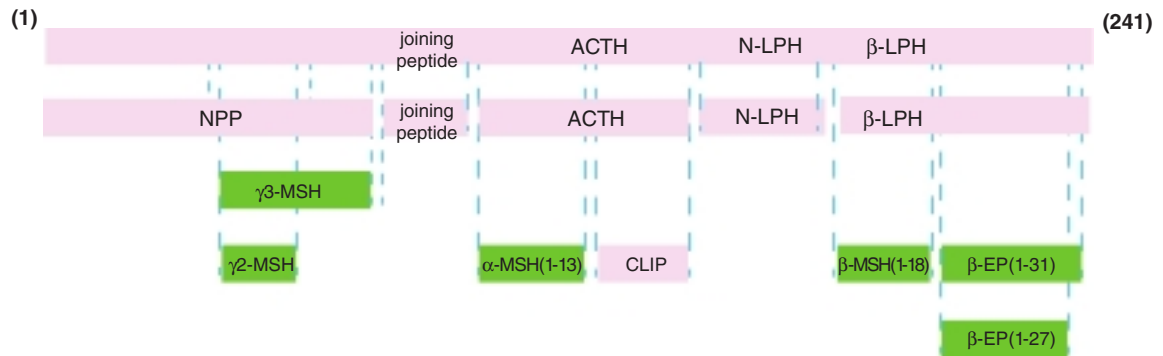 (1)
(241)
joining
peptide
ACTH
N-LPH
β-LPH
NPP
joining
peptide
ACTH
N-LPH
β-LPH
γ3-MSH
γ2-MSH
α-MSH(1-13)
CLIP
β-MSH(1-18)
β-EP(1-31)
β-EP(1-27)